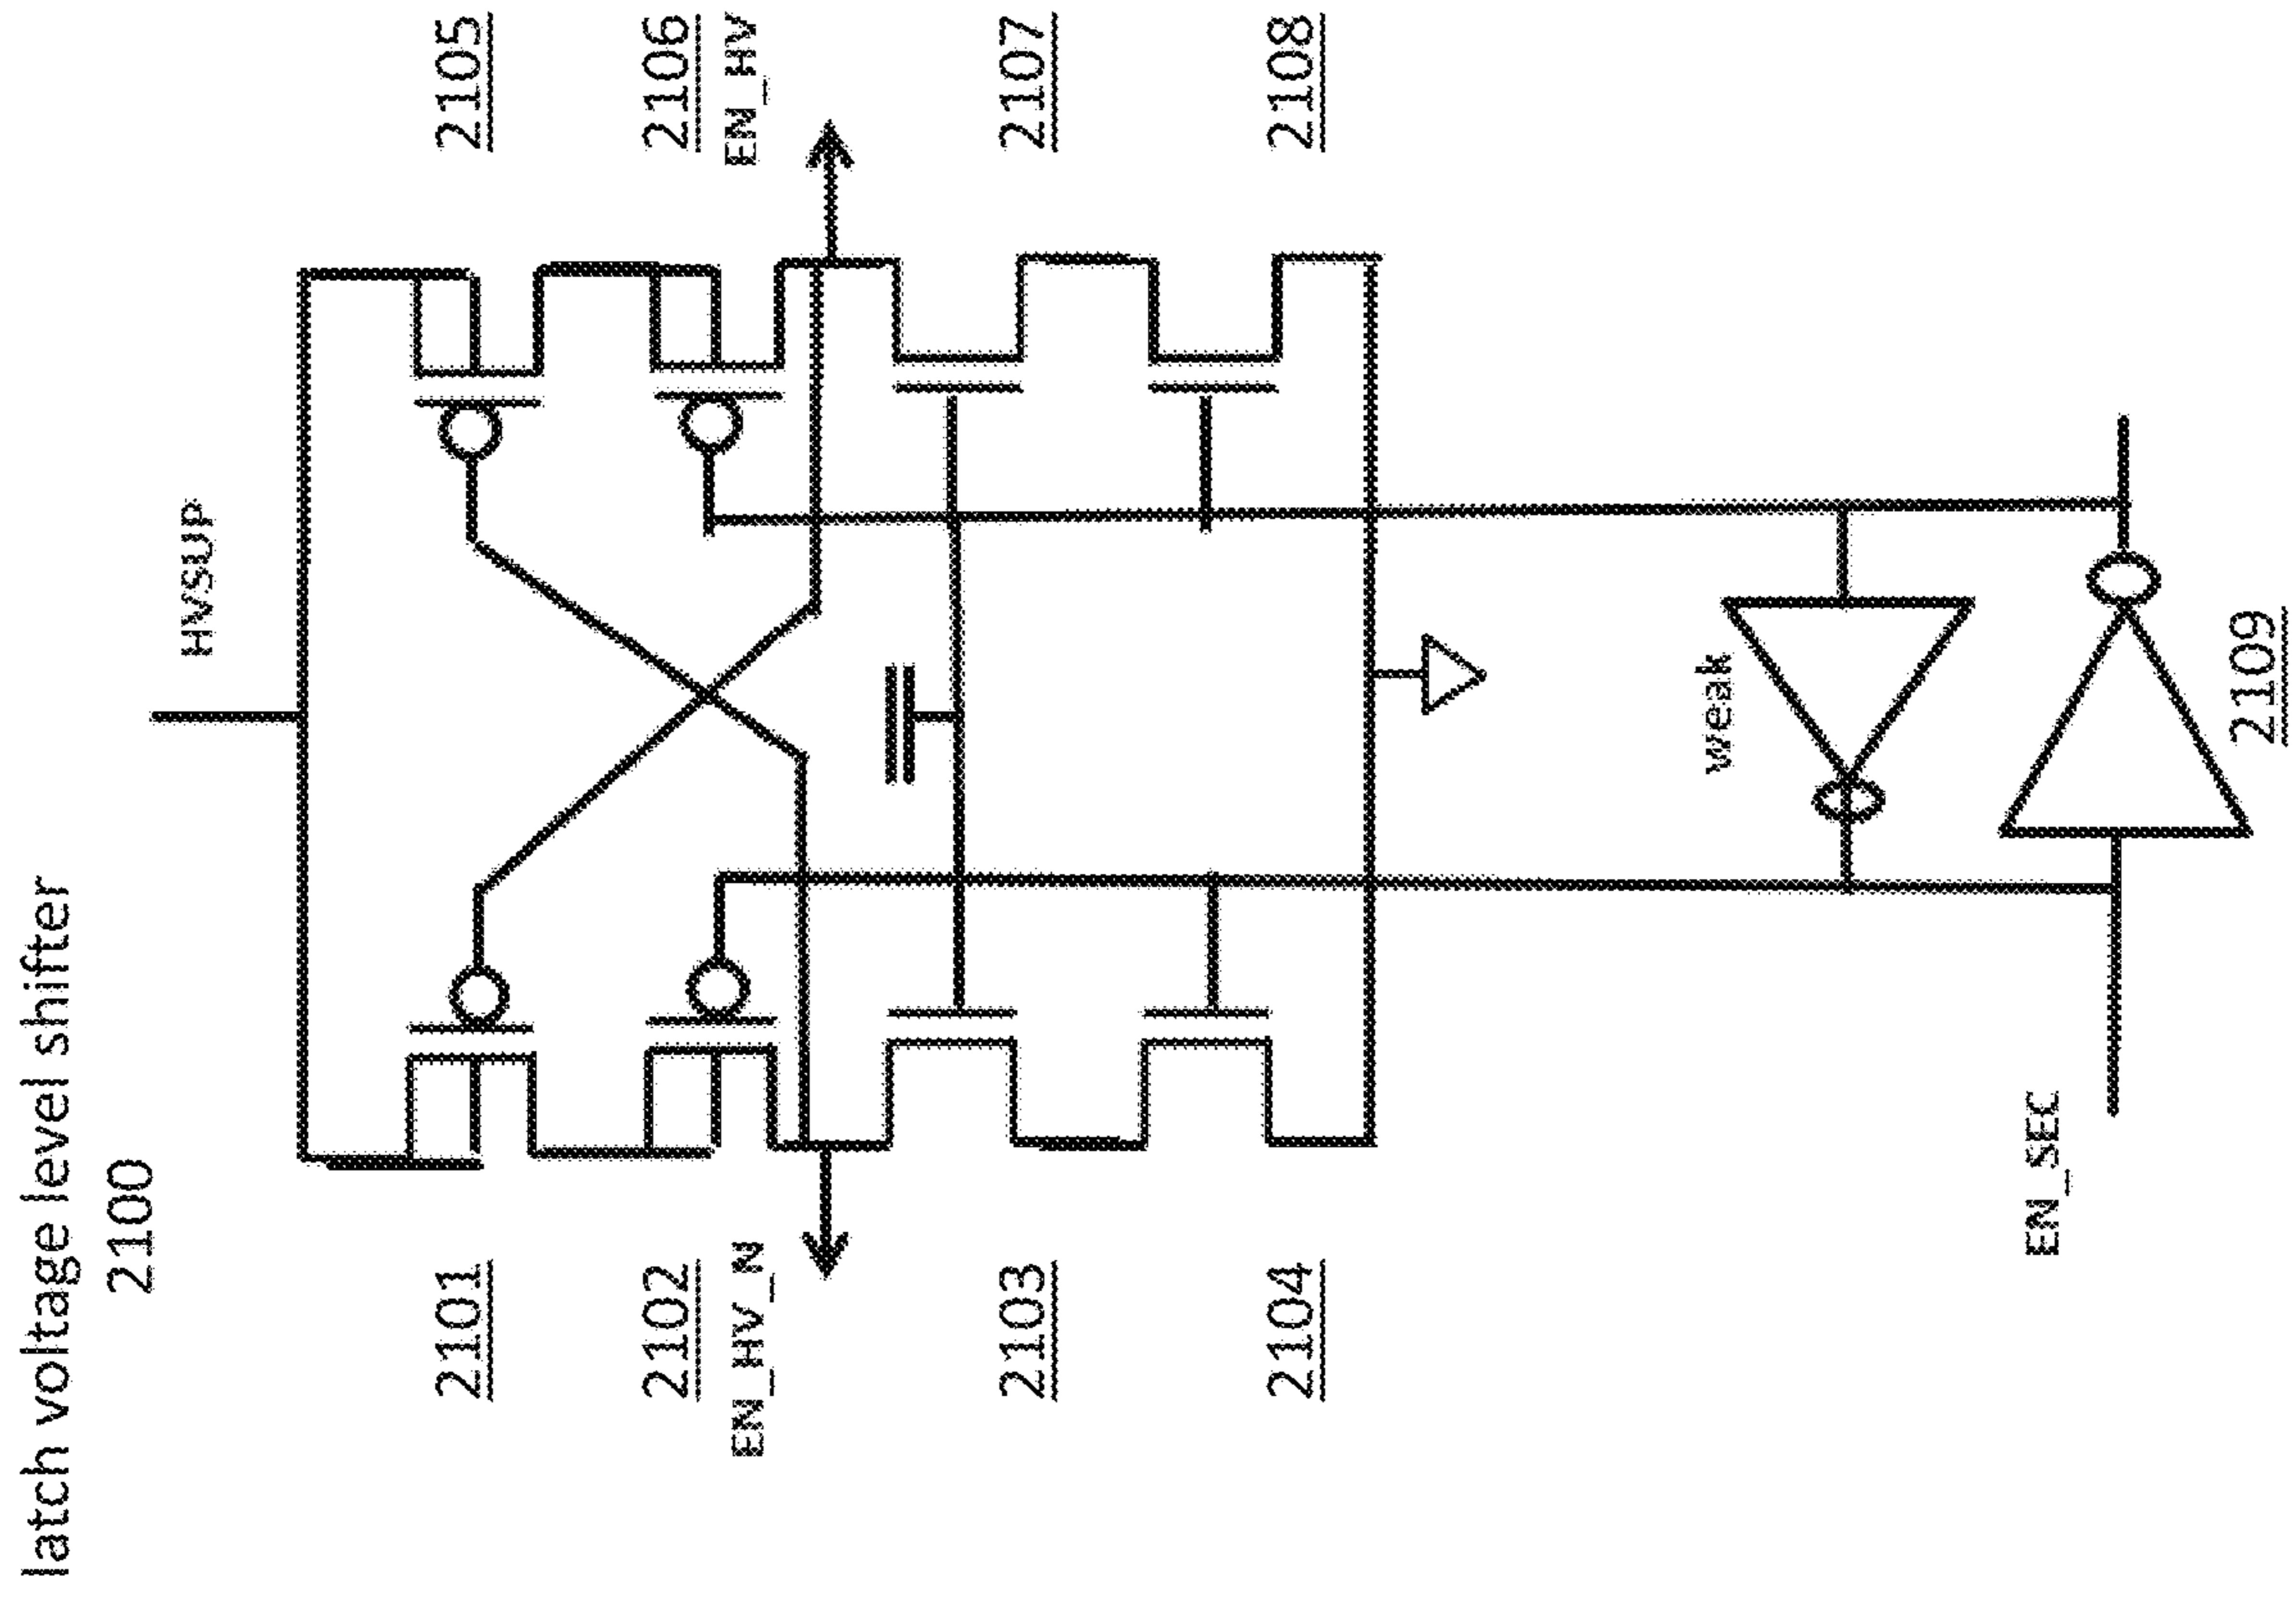 latch voltage level shifter
2100
HVSUP
2101
2105
2102
2106
EN_HV_N
EN_HV
2103
2107
2104
2108
weak
EN_SEC
2109